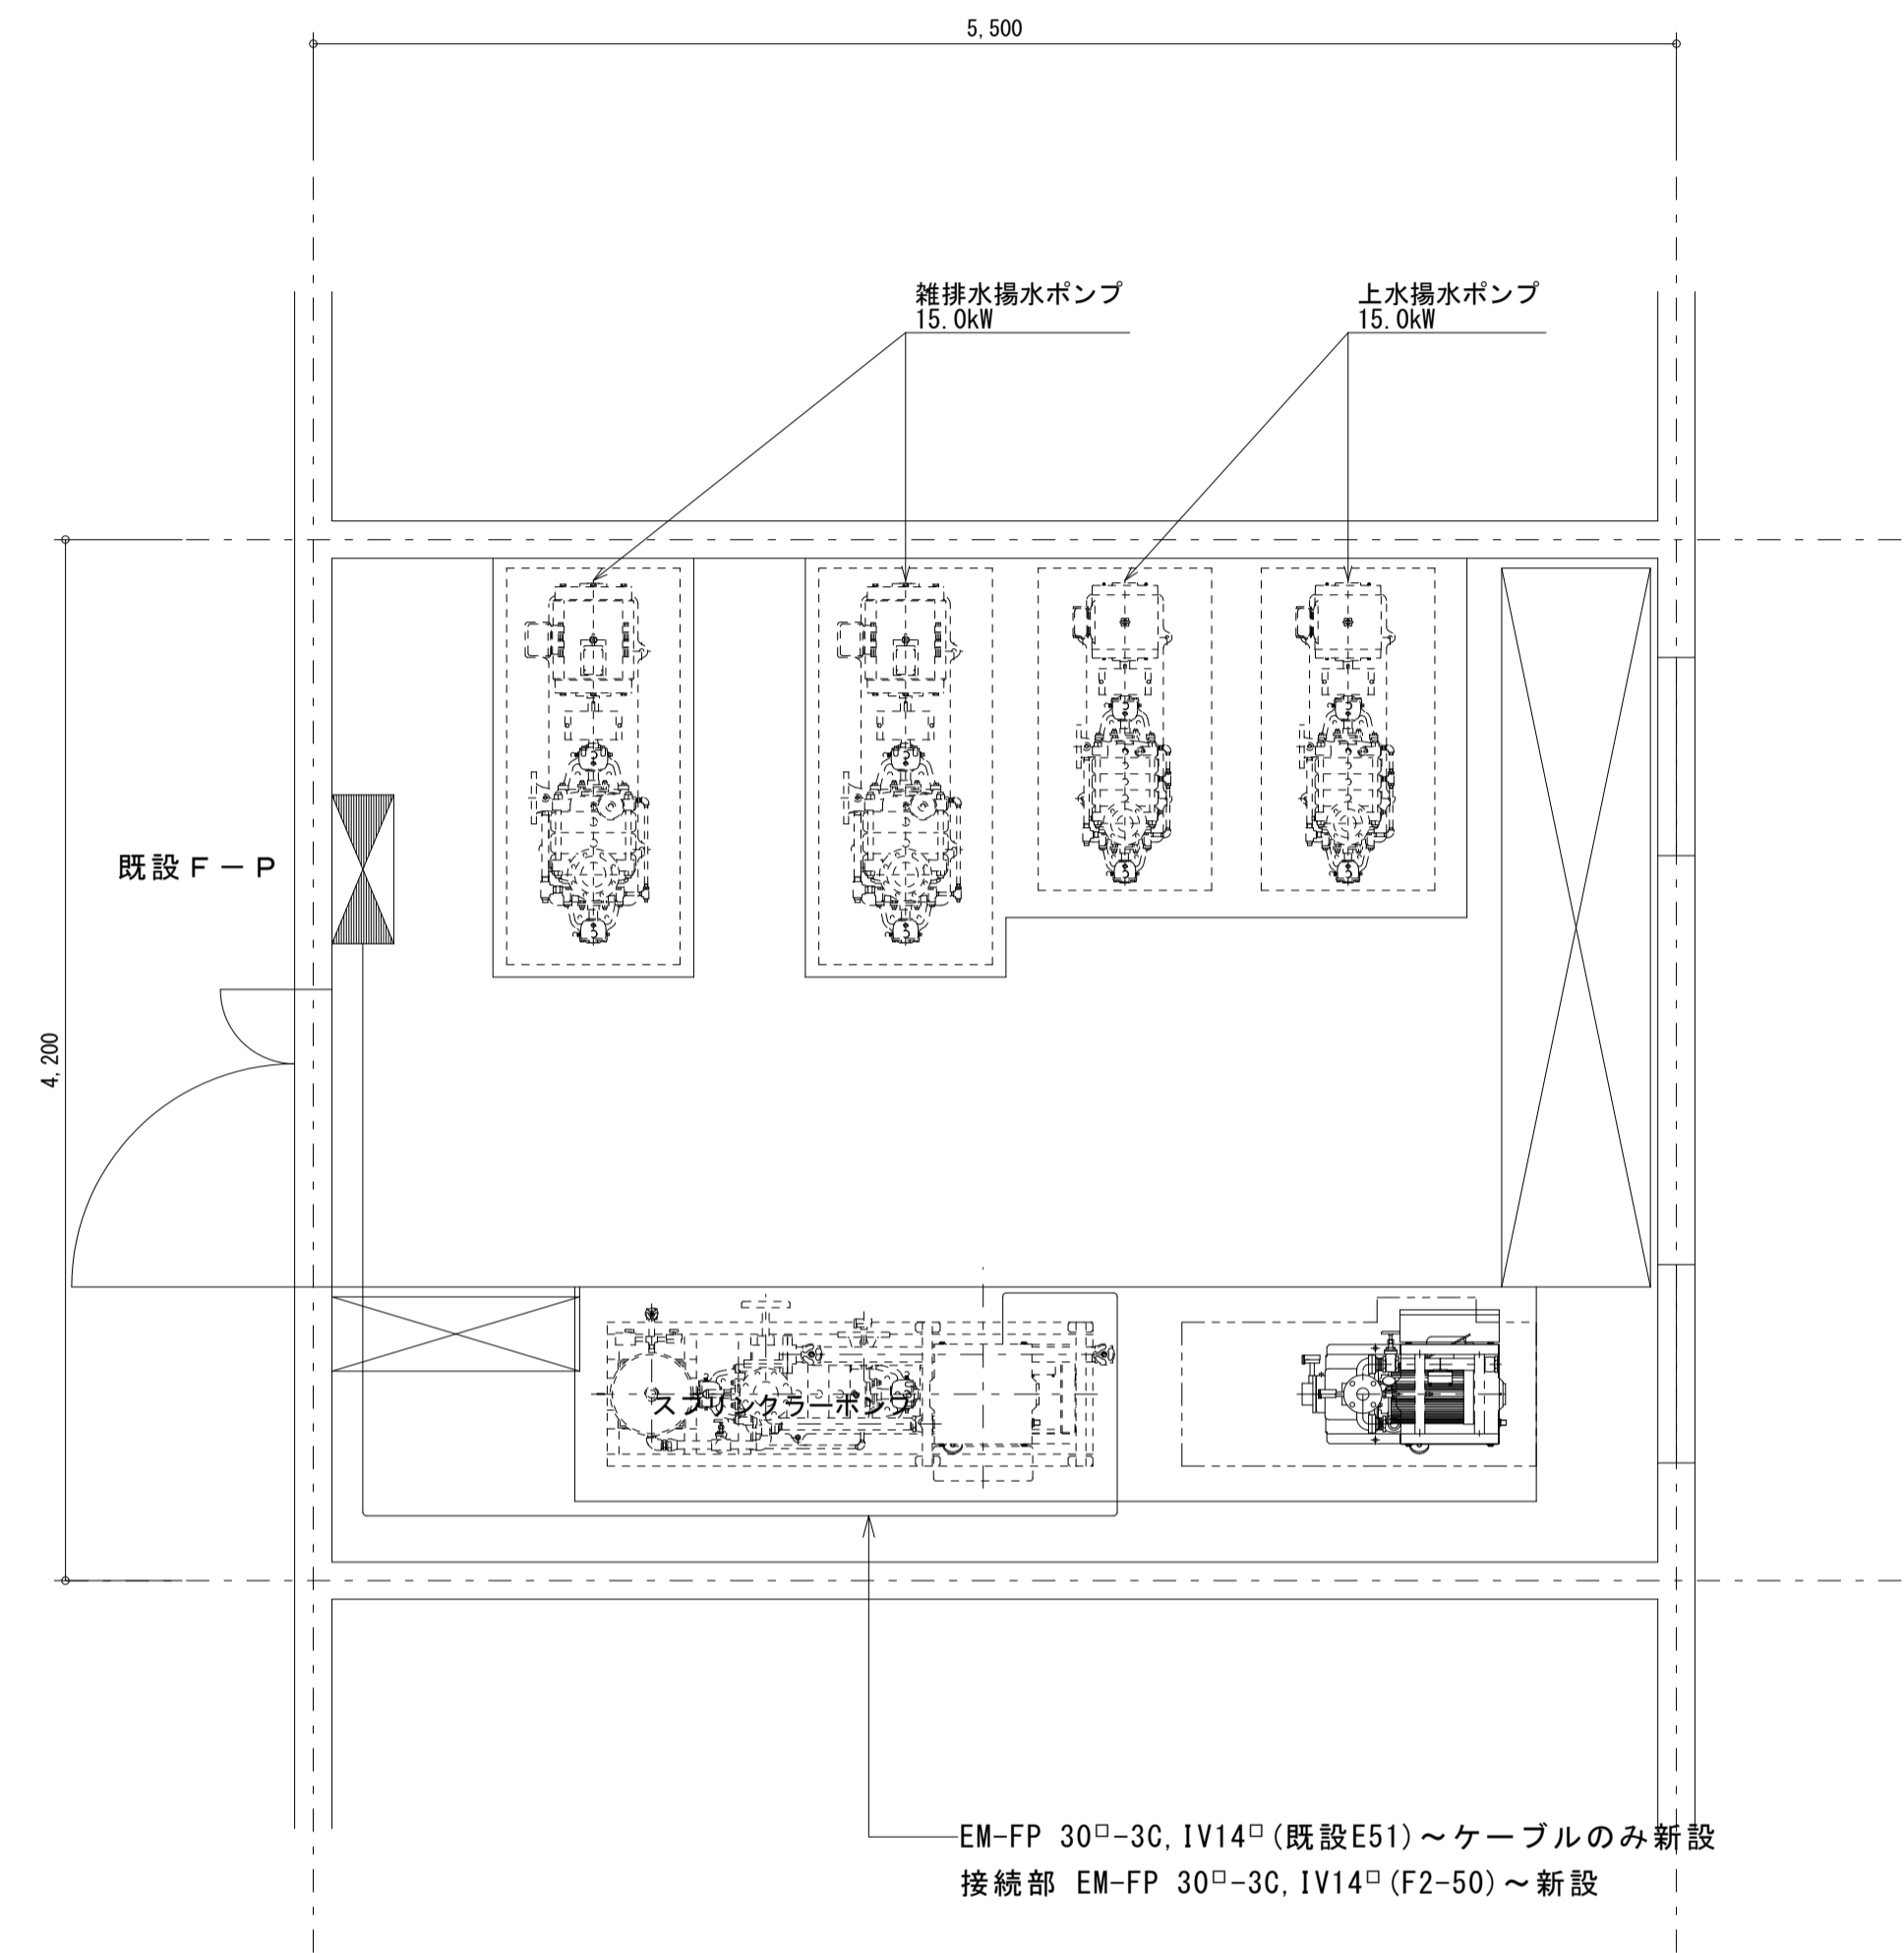 5,500
雑排水揚水ポンプ
15.0kW
上水揚水ポンプ
15.0kW
既設Ｆ－Ｐ
4,200
スプリンクラーポンプ
EM-FP 30□-3C,IV14□(既設E51)～ケーブルのみ新設
接続部 EM-FP 30□-3C,IV14□(F2-50)～新設